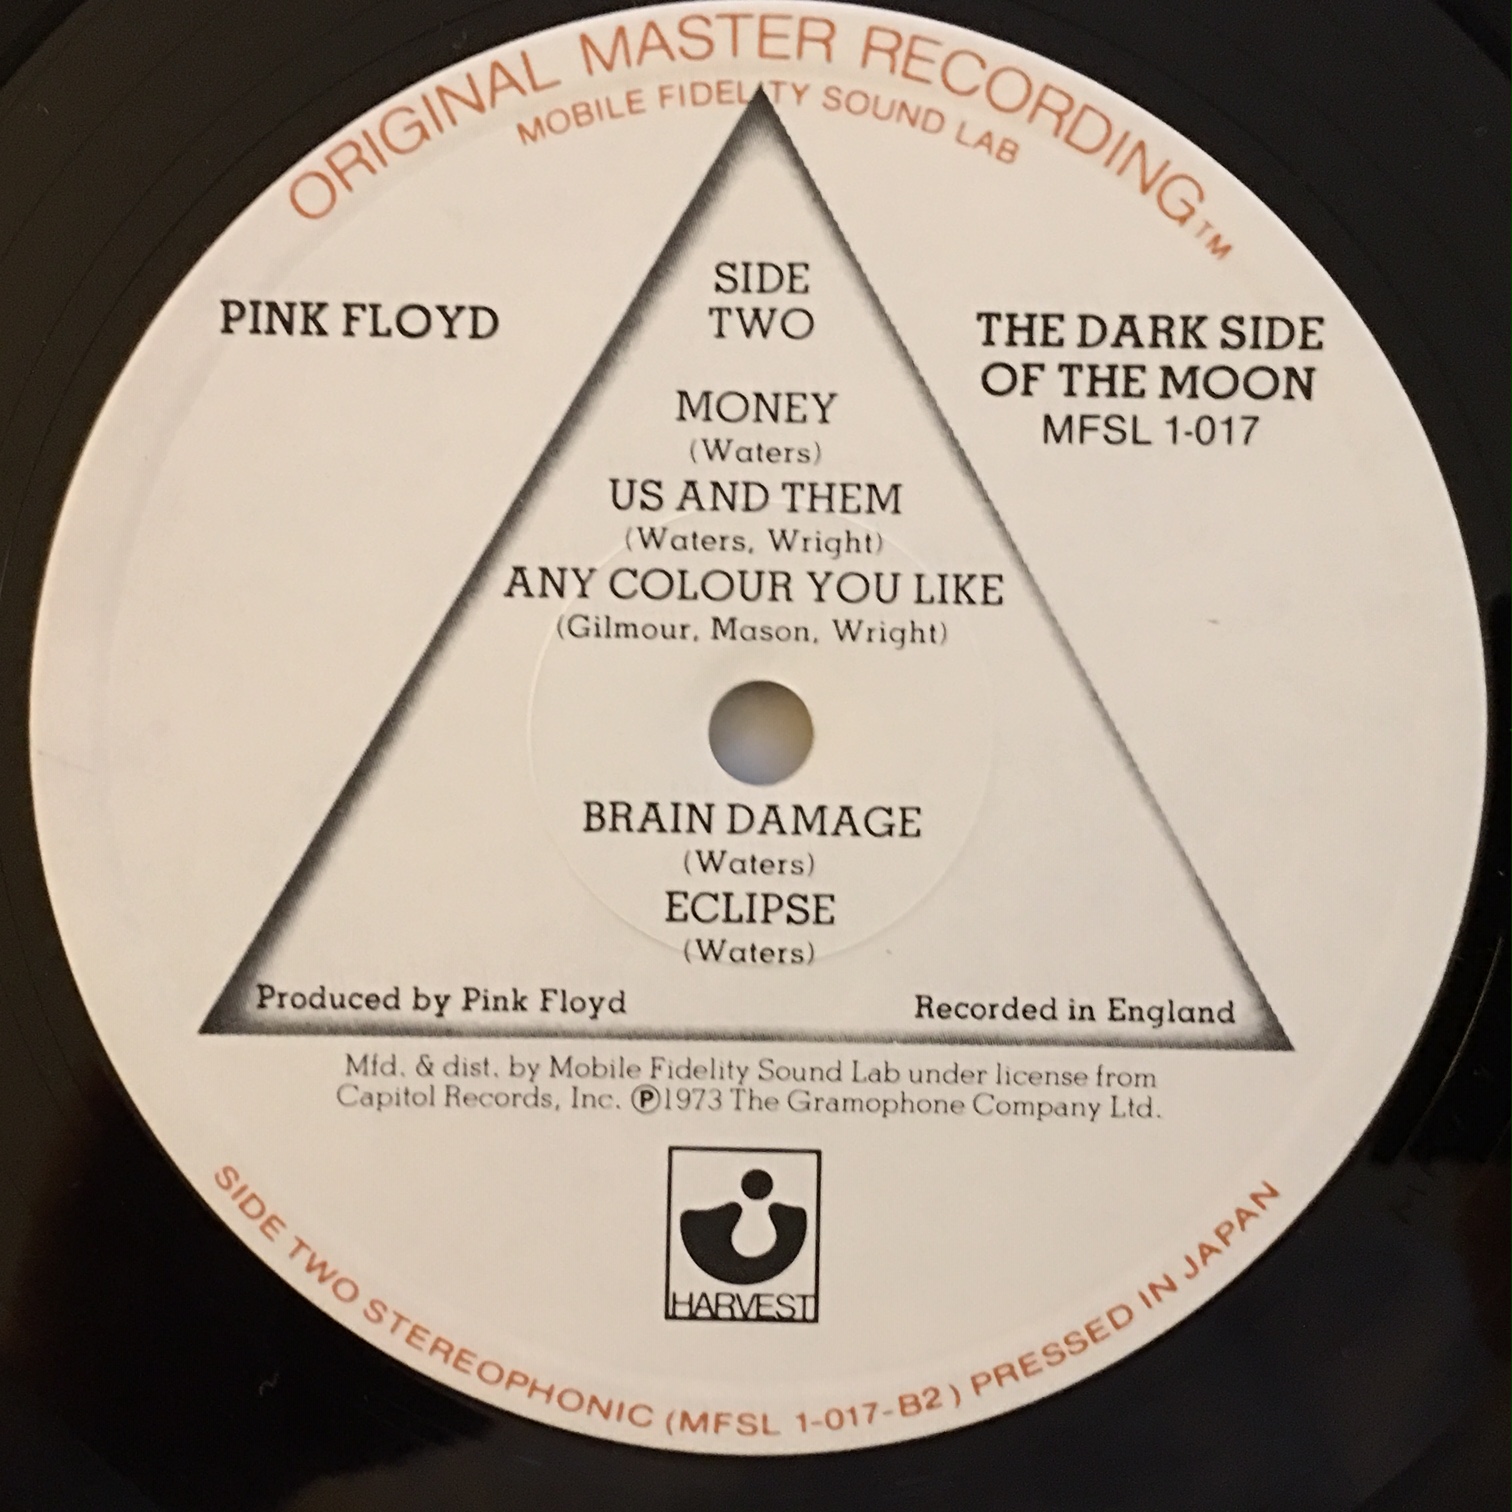 ORIGINAL MASTER RECORDING™
MOBILE FIDELITY SOUND LAB
PINK FLOYD
SIDE
TWO
THE DARK SIDE
OF THE MOON
MFSL 1-017
MONEY
(Waters)
US AND THEM
(Waters, Wright)
ANY COLOUR YOU LIKE
(Gilmour, Mason, Wright)
BRAIN DAMAGE
(Waters)
ECLIPSE
(Waters)
Produced by Pink Floyd
Recorded in England
Mfd. & dist. by Mobile Fidelity Sound Lab under license from
Capitol Records, Inc. ℗1973 The Gramophone Company Ltd.
HARVEST
SIDE TWO STEREOPHONIC (MFSL 1-017-B2) PRESSED IN JAPAN